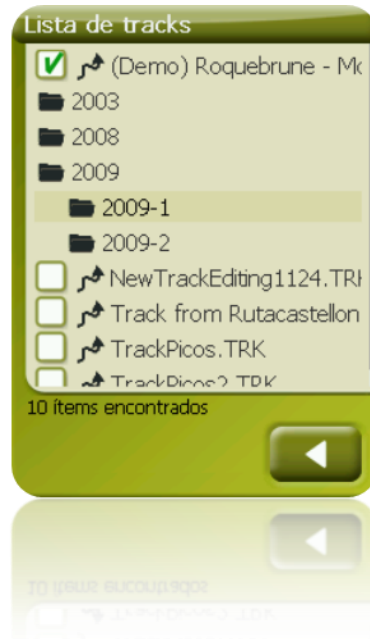 Lista de tracks
(Demo) Roquebrune - Mo
2003
2008
2009
2009-1
2009-2
NewTrackEditing1124.TRK
Track from Rutacastellon
TrackPicos.TRK
TrackPicos2.TRK
10 ítems encontrados